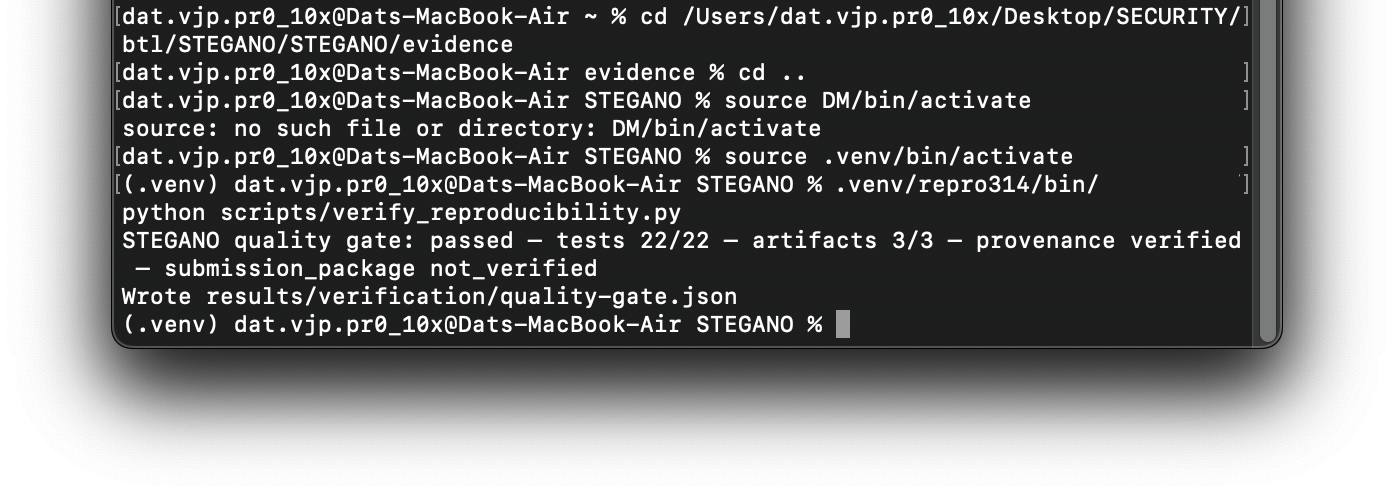 [dat.vjp.pr0_10x@Dats-MacBook-Air ~ % cd /Users/dat.vjp.pr0_10x/Desktop/SECURITY/]
btl/STEGANO/STEGANO/evidence
[dat.vjp.pr0_10x@Dats-MacBook-Air evidence % cd .. ]
[dat.vjp.pr0_10x@Dats-MacBook-Air STEGANO % source DM/bin/activate ]
source: no such file or directory: DM/bin/activate
[dat.vjp.pr0_10x@Dats-MacBook-Air STEGANO % source .venv/bin/activate ]
[(.venv) dat.vjp.pr0_10x@Dats-MacBook-Air STEGANO % .venv/repro314/bin/ ]
python scripts/verify_reproducibility.py
STEGANO quality gate: passed — tests 22/22 — artifacts 3/3 — provenance verified
— submission_package not_verified
Wrote results/verification/quality-gate.json
(.venv) dat.vjp.pr0_10x@Dats-MacBook-Air STEGANO %